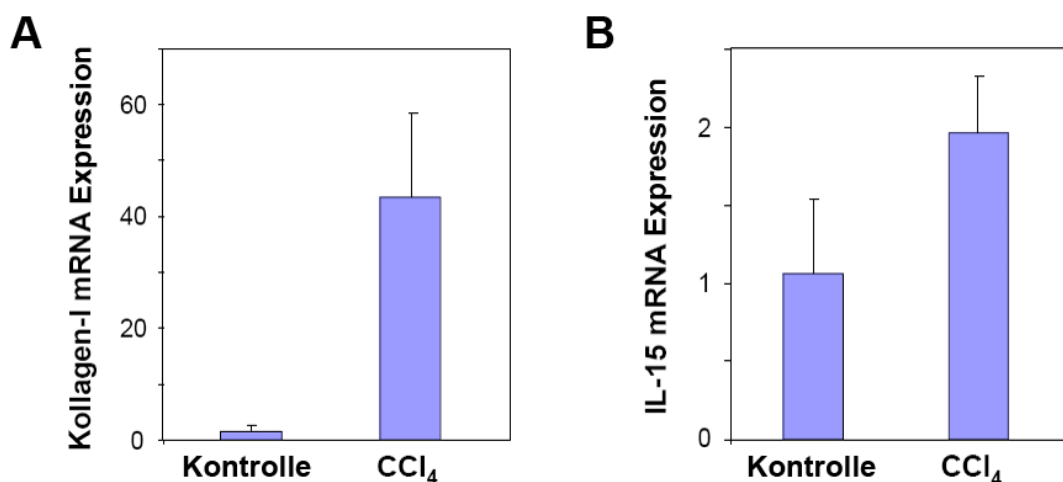 A
Kollagen-I mRNA Expression
60
40
20
0
Kontrolle
CCl₄
B
IL-15 mRNA Expression
2
1
0
Kontrolle
CCl₄